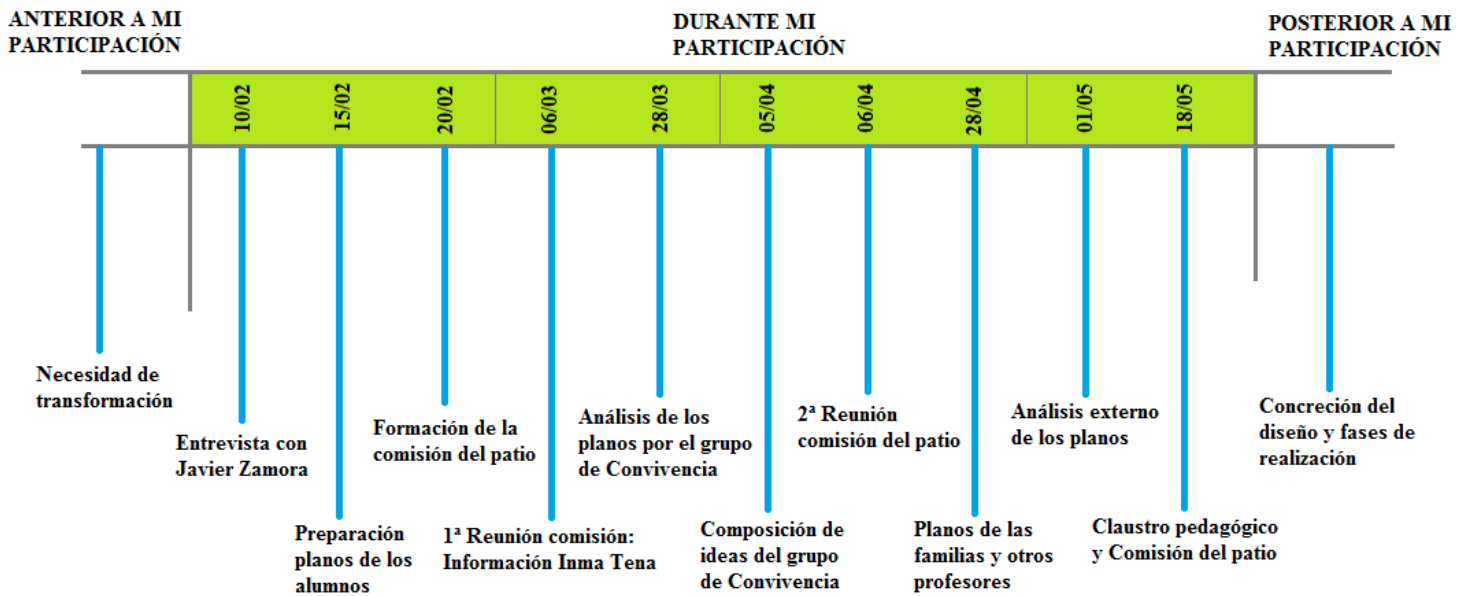 ANTERIOR A MI
PARTICIPACIÓN
DURANTE MI
PARTICIPACIÓN
POSTERIOR A MI
PARTICIPACIÓN
10/02
15/02
20/02
06/03
28/03
05/04
06/04
28/04
01/05
18/05
Necesidad de
transformación
Entrevista con
Javier Zamora
Preparación
planos de los
alumnos
Formación de la
comisión del patio
1ª Reunión comisión:
Información Inma Tena
Análisis de los
planos por el grupo
de Convivencia
Composición de
ideas del grupo
de Convivencia
2ª Reunión
comisión del patio
Planos de las
familias y otros
profesores
Análisis externo
de los planos
Claustro pedagógico
y Comisión del patio
Concreción del
diseño y fases de
realización